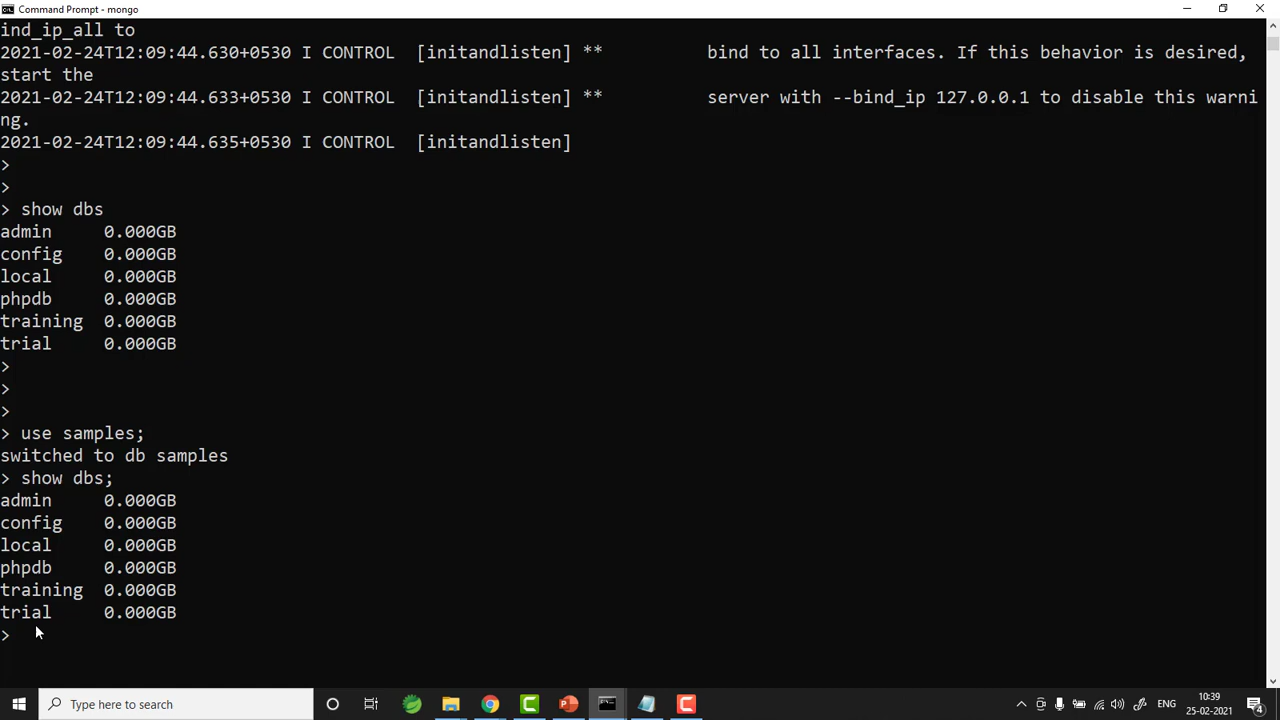 Command Prompt - mongo
ind_ip_all to
2021-02-24T12:09:44.630+0530 I CONTROL  [initandlisten] **          bind to all interfaces. If this behavior is desired,
start the
2021-02-24T12:09:44.633+0530 I CONTROL  [initandlisten] **          server with --bind_ip 127.0.0.1 to disable this warni
ng.
2021-02-24T12:09:44.635+0530 I CONTROL  [initandlisten]
>
>
> show dbs
admin     0.000GB
config    0.000GB
local     0.000GB
phpdb     0.000GB
training  0.000GB
trial     0.000GB
>
>
>
> use samples;
switched to db samples
> show dbs;
admin     0.000GB
config    0.000GB
local     0.000GB
phpdb     0.000GB
training  0.000GB
trial     0.000GB
>
Type here to search
ENG
10:39
25-02-2021
4